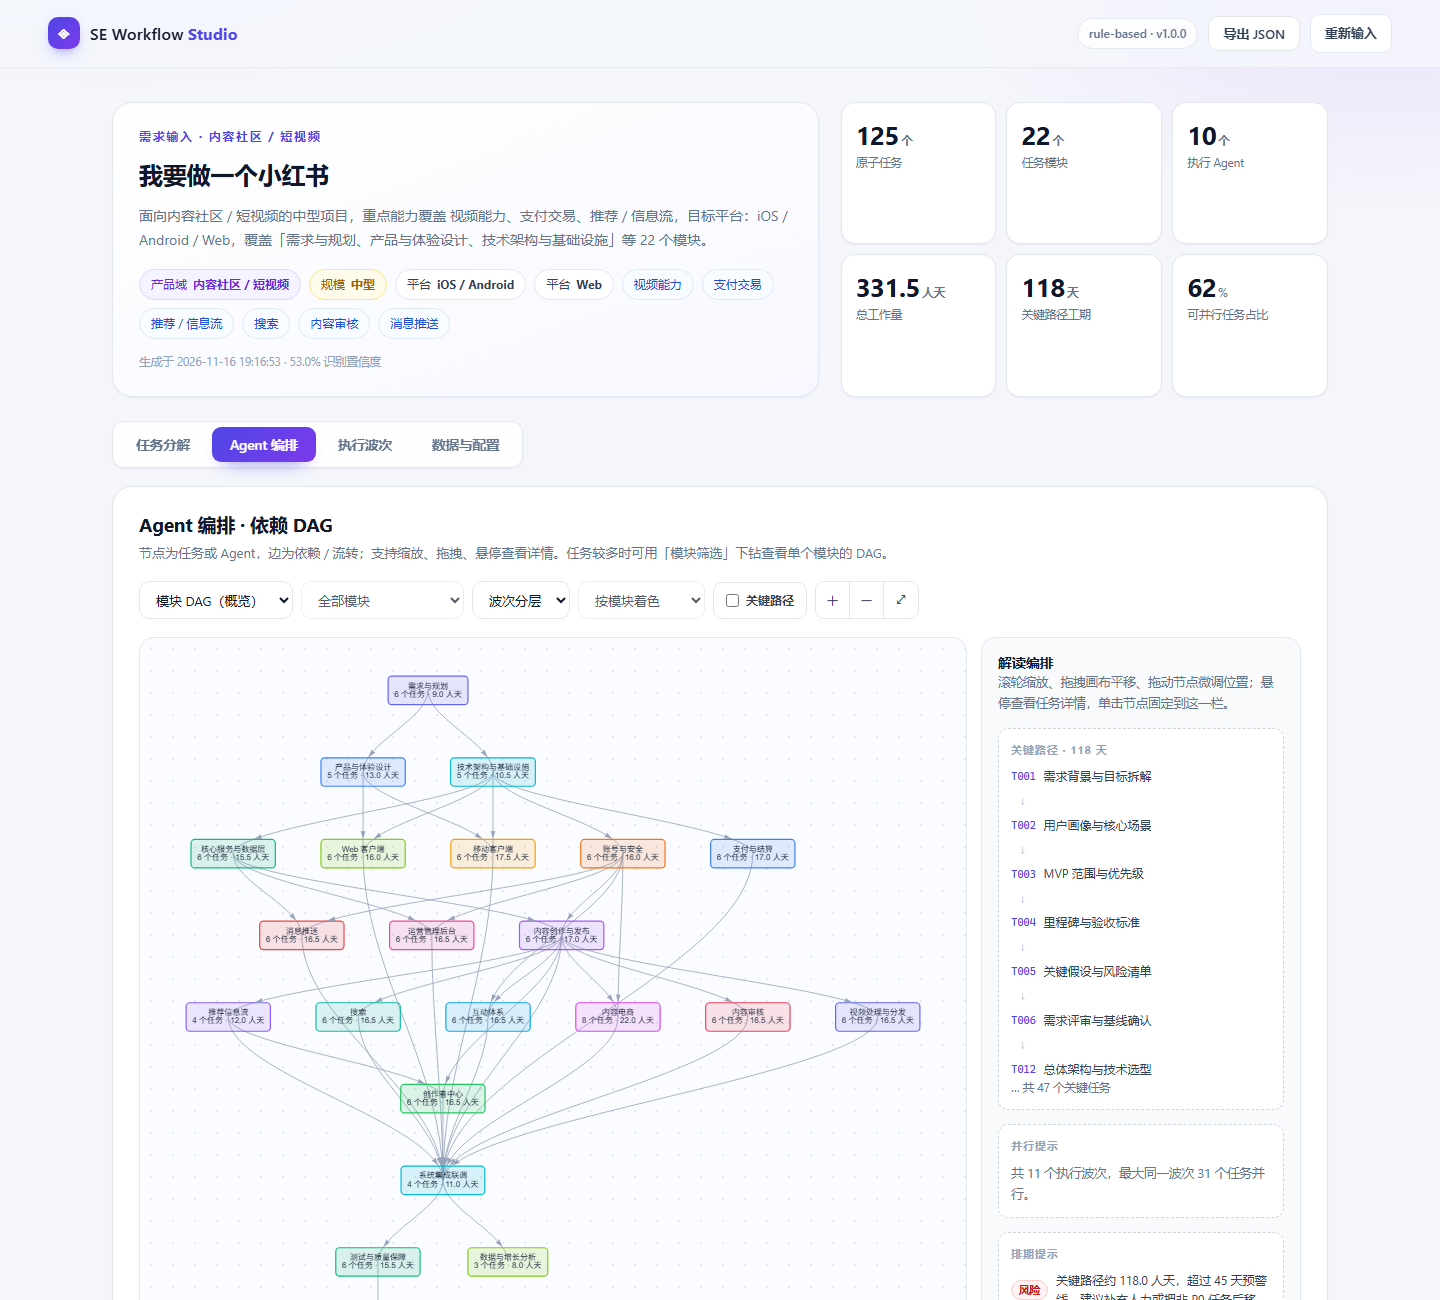 SE Workflow Studio
rule-based · v1.0.0
导出 JSON
重新输入
需求输入 · 内容社区 / 短视频
我要做一个小红书
面向内容社区 / 短视频的中型项目，重点能力覆盖 视频能力、支付交易、推荐 / 信息流，目标平台：iOS /
Android / Web，覆盖「需求与规划、产品与体验设计、技术架构与基础设施」等 22 个模块。
产品域 内容社区 / 短视频
规模 中型
平台 iOS / Android
平台 Web
视频能力
支付交易
推荐 / 信息流
搜索
内容审核
消息推送
生成于 2026-11-16 19:16:53 · 53.0% 识别置信度
125个
原子任务
22个
任务模块
10个
执行 Agent
331.5人天
总工作量
118天
关键路径工期
62%
可并行任务占比
任务分解
Agent 编排
执行波次
数据与配置
Agent 编排 · 依赖 DAG
节点为任务或 Agent，边为依赖 / 流转；支持缩放、拖拽、悬停查看详情。任务较多时可用「模块筛选」下钻查看单个模块的 DAG。
模块 DAG（概览）
全部模块
波次分层
按模块着色
关键路径
需求与规划
6 个任务 · 9.0 人天
产品与体验设计
5 个任务 · 13.0 人天
技术架构与基础设施
5 个任务 · 10.5 人天
核心服务与数据层
6 个任务 · 15.5 人天
Web 客户端
6 个任务 · 16.0 人天
移动客户端
6 个任务 · 17.5 人天
账号与安全
6 个任务 · 16.0 人天
支付与结算
6 个任务 · 17.0 人天
消息推送
6 个任务 · 16.5 人天
运营管理后台
6 个任务 · 16.5 人天
内容创作与发布
6 个任务 · 17.0 人天
推荐信息流
4 个任务 · 12.0 人天
搜索
6 个任务 · 16.5 人天
互动体系
6 个任务 · 16.5 人天
内容电商
8 个任务 · 22.0 人天
内容审核
6 个任务 · 16.5 人天
视频处理与分发
6 个任务 · 16.5 人天
创作者中心
6 个任务 · 16.5 人天
系统集成联调
4 个任务 · 11.0 人天
测试与质量保障
6 个任务 · 15.5 人天
数据与增长分析
3 个任务 · 8.0 人天
解读编排
滚轮缩放、拖拽画布平移、拖动节点微调位置；悬
停查看任务详情，单击节点固定到这一栏。
关键路径 · 118 天
T001 需求背景与目标拆解
↓
T002 用户画像与核心场景
↓
T003 MVP 范围与优先级
↓
T004 里程碑与验收标准
↓
T005 关键假设与风险清单
↓
T006 需求评审与基线确认
↓
T012 总体架构与技术选型
... 共 47 个关键任务
并行提示
共 11 个执行波次，最大同一波次 31 个任务并
行。
排期提示
风险
关键路径约 118.0 人天，超过 45 天预警
线，建议补充人力或把非 P0 任务后移